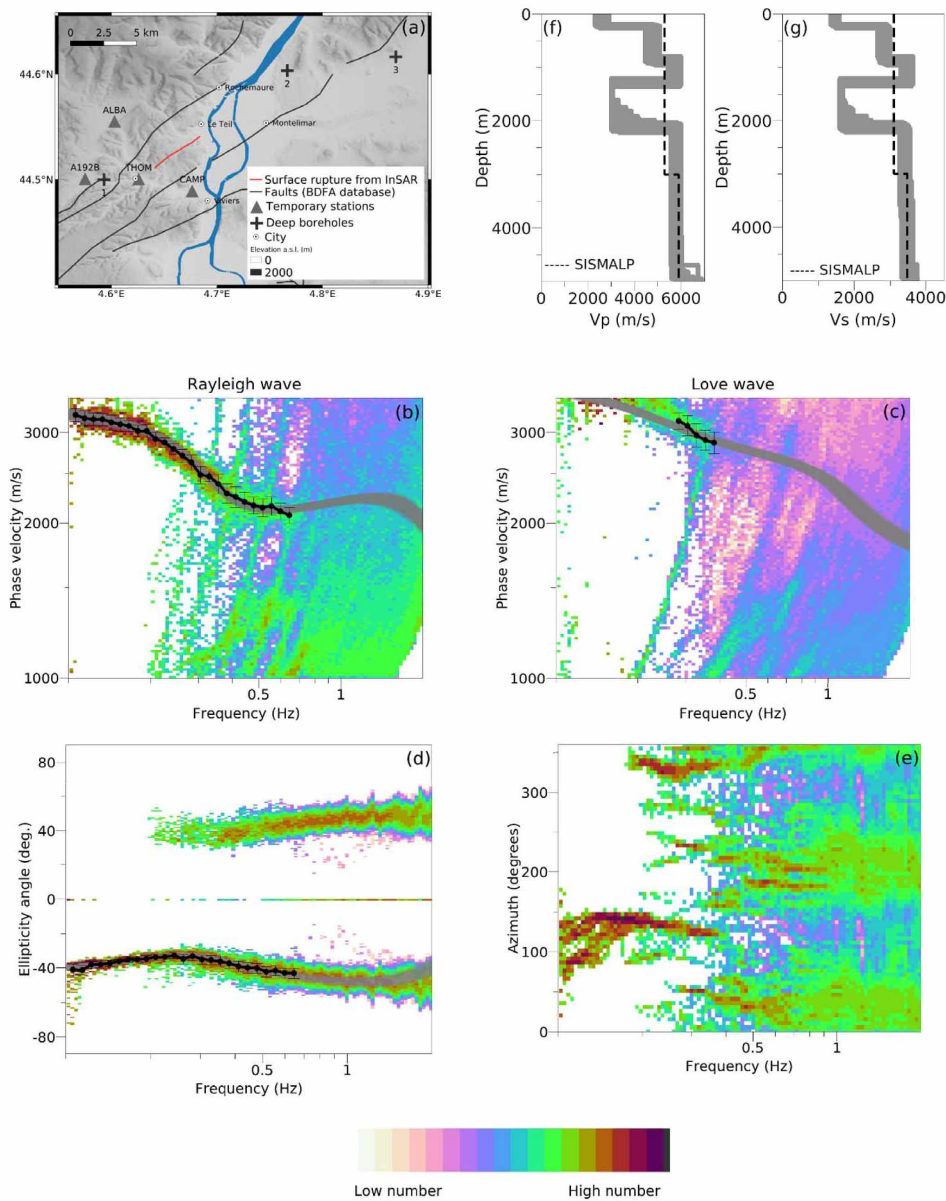 (a)
0 2.5 5 km
44.6°N
44.5°N
3
2
Rochemaure
ALBA
Le Teil
Montelimar
A192B
THOM
CAMP
1
Viviers
Surface rupture from InSAR
Faults (BDFA database)
Temporary stations
Deep boreholes
City
Elevation a.s.l. (m)
0
2000
4.6°E 4.7°E 4.8°E 4.9°E
(f)
0
2000
4000
Depth (m)
SISMALP
0 2000 4000 6000
Vp (m/s)
(g)
0
2000
4000
Depth (m)
SISMALP
0 2000 4000
Vs (m/s)
Rayleigh wave
(b)
3000
2000
1000
Phase velocity (m/s)
0.5 1
Frequency (Hz)
Love wave
(c)
3000
2000
1000
Phase velocity (m/s)
0.5 1
Frequency (Hz)
(d)
80
40
0
-40
-80
Ellipticity angle (deg.)
0.5 1
Frequency (Hz)
(e)
300
200
100
0
Azimuth (degrees)
0.5 1
Frequency (Hz)
Low number High number